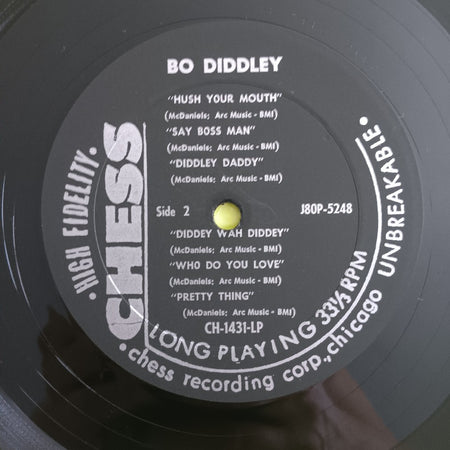 BO DIDDLEY
"HUSH YOUR MOUTH"
(McDaniels; Arc Music - BMI)
"SAY BOSS MAN"
(McDaniels; Arc Music - BMI)
"DIDDLEY DADDY"
(McDaniels; Arc Music - BMI)
Side 2
J80P-5248
"DIDDEY WAH DIDDEY"
(McDaniels; Arc Music - BMI)
"WHO DO YOU LOVE"
(McDaniels; Arc Music - BMI)
"PRETTY THING"
(McDaniels; Arc Music - BMI)
CH-1431-LP
CHESS
•HIGH FIDELITY•
LONG PLAYING 33⅓ RPM
UNBREAKABLE•
•chess recording corp., chicago